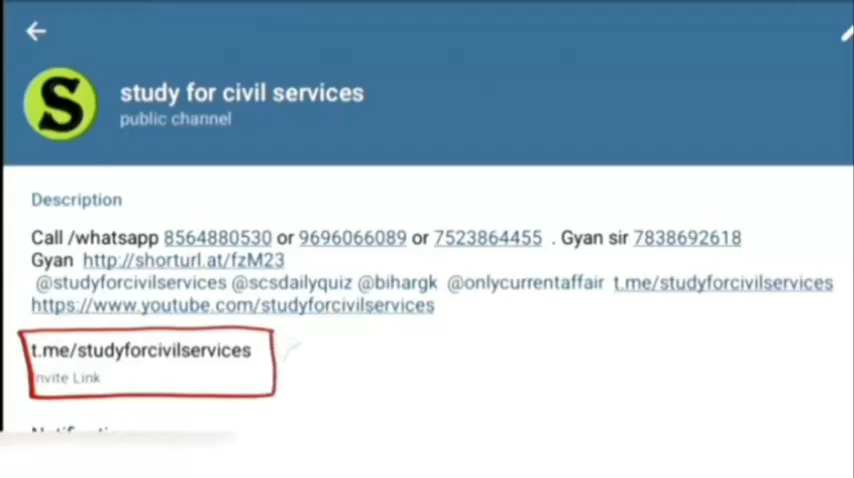 S
study for civil services
public channel
Description
Call /whatsapp 8564880530 or 9696066089 or 7523864455 . Gyan sir 7838692618
Gyan http://shorturl.at/fzM23
@studyforcivilservices @scsdailyquiz @bihargk @onlycurrentaffair t.me/studyforcivilservices
https://www.youtube.com/studyforcivilservices
t.me/studyforcivilservices
Invite Link